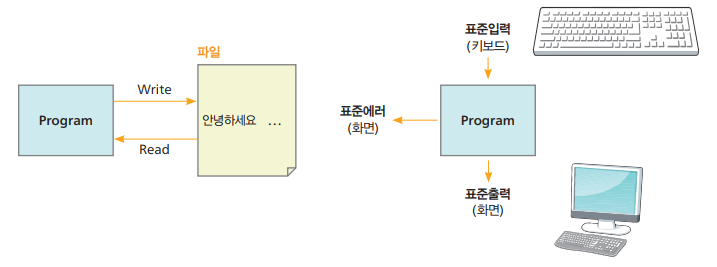 파일
Write
Program
안녕하세요 …
Read
표준입력
(키보드)
표준에러
(화면)
Program
표준출력
(화면)